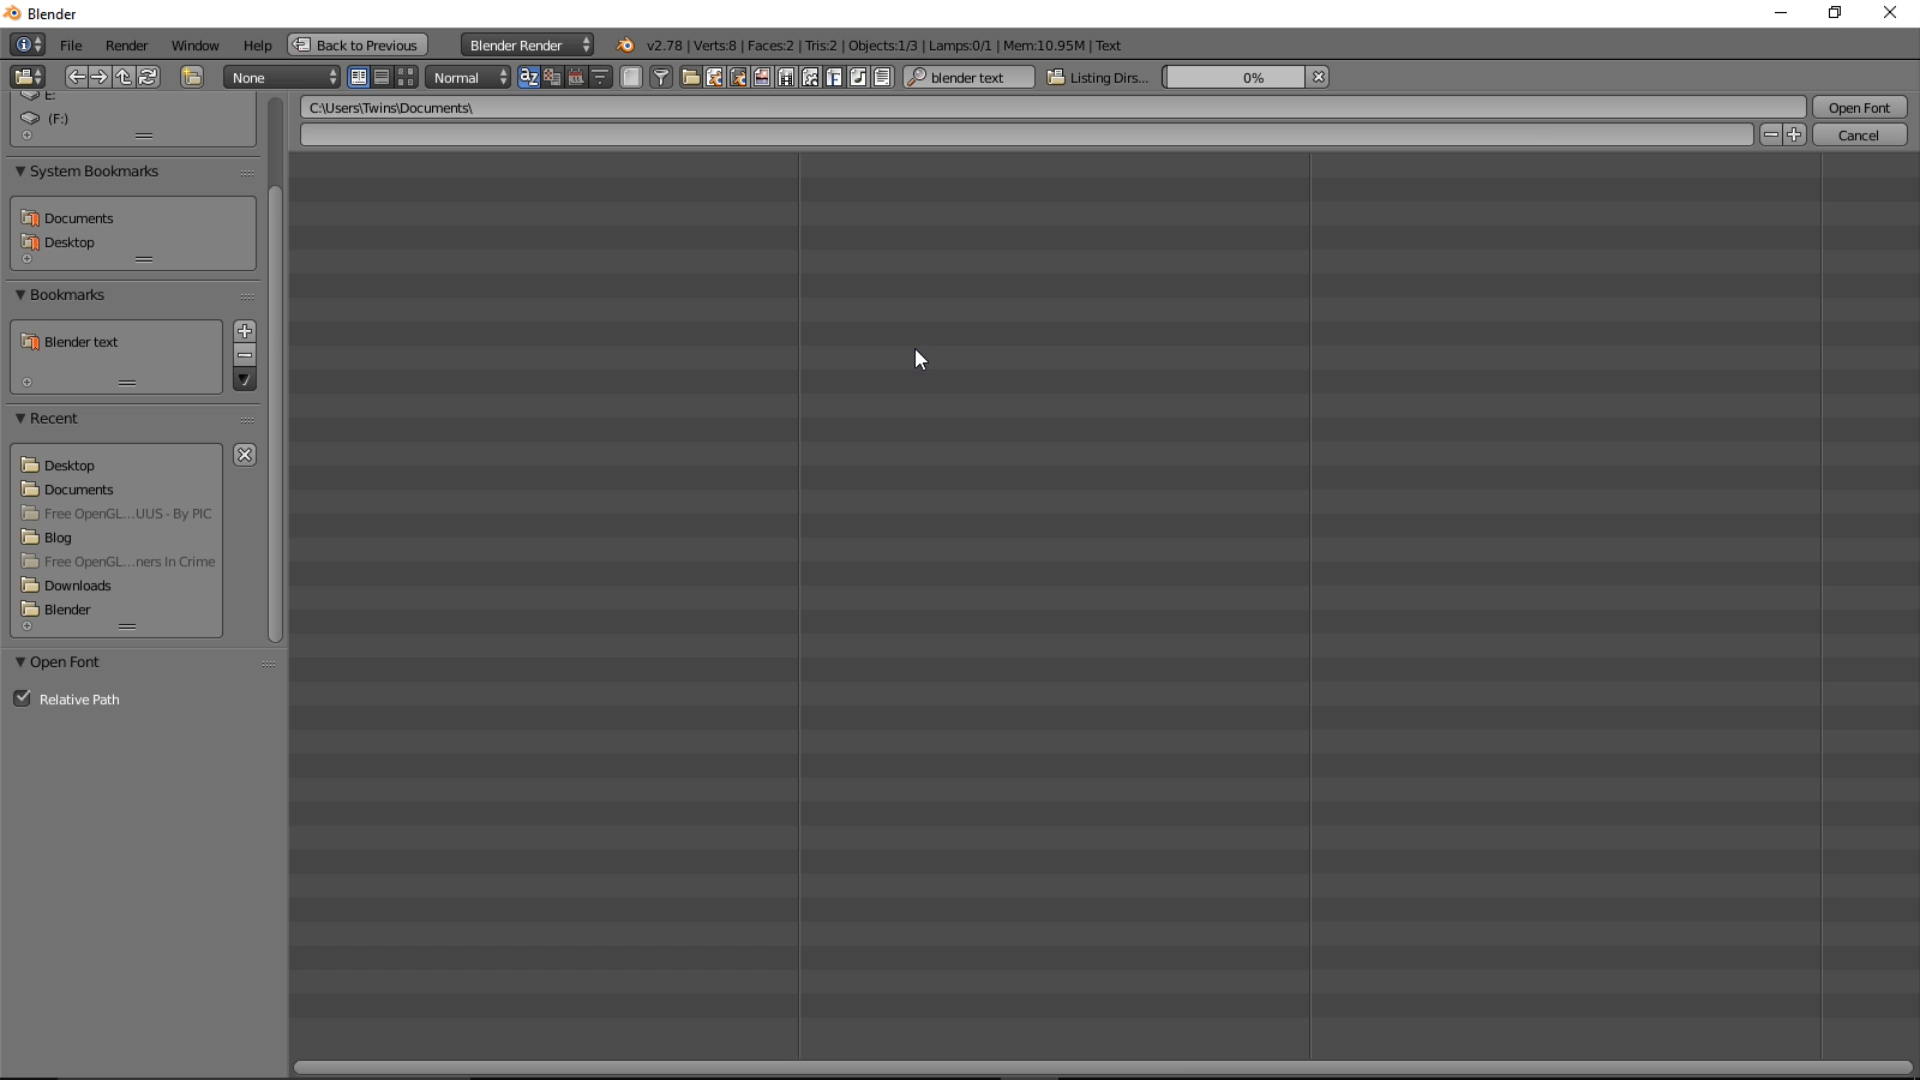 Blender
File Render Window Help Back to Previous Blender Render v2.78 | Verts:8 | Faces:2 | Tris:2 | Objects:1/3 | Lamps:0/1 | Mem:10.95M | Text
None Normal blender text Listing Dirs... 0%
C:\Users\Twins\Documents\ Open Font
Cancel
E:
(F:)
System Bookmarks
Documents
Desktop
Bookmarks
Blender text
Recent
Desktop
Documents
Free OpenGL...UUS - By PIC
Blog
Free OpenGL...ners In Crime
Downloads
Blender
Open Font
Relative Path